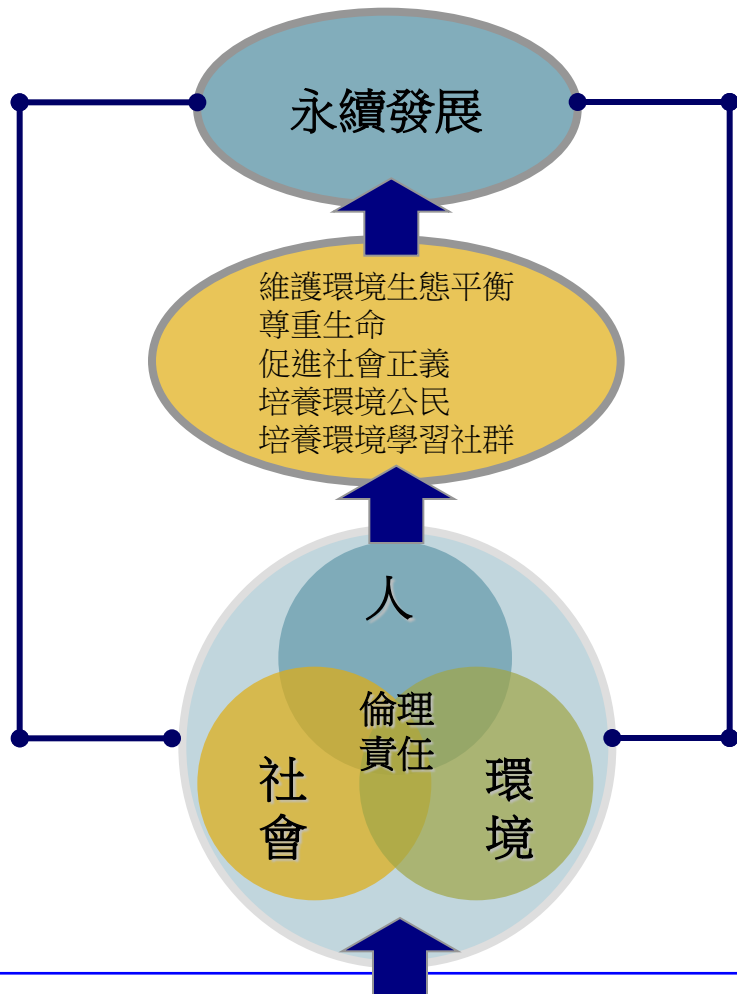 永續發展
維護環境生態平衡
尊重生命
促進社會正義
培養環境公民
培養環境學習社群
人
倫理
責任
社
會
環
境